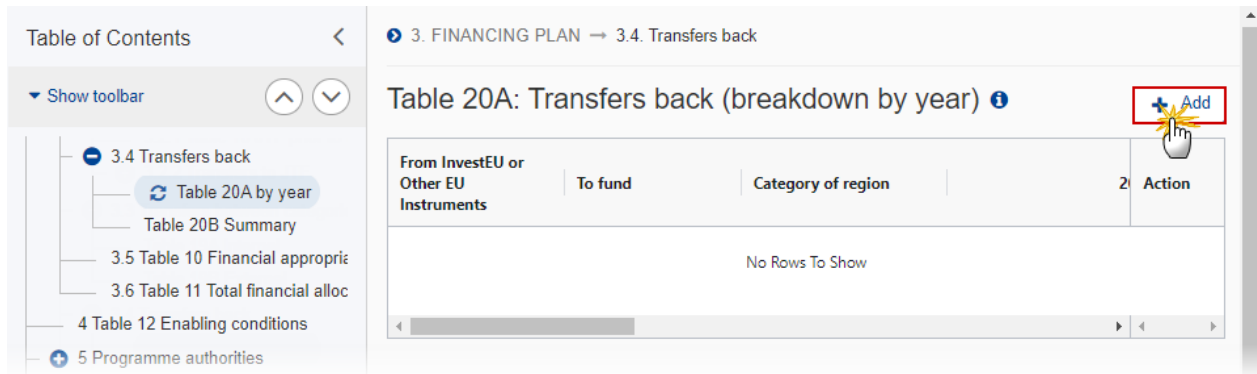 Table of Contents
3. FINANCING PLAN → 3.4. Transfers back
Show toolbar
Table 20A: Transfers back (breakdown by year)
Add
3.4 Transfers back
Table 20A by year
Table 20B Summary
3.5 Table 10 Financial appropria
3.6 Table 11 Total financial alloc
4 Table 12 Enabling conditions
5 Programme authorities
From InvestEU or
Other EU
Instruments
To fund
Category of region
Action
No Rows To Show